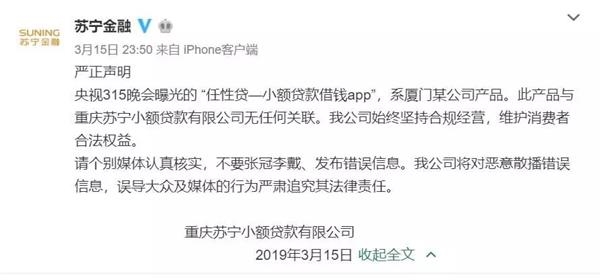 SUNING
苏宁金融
苏宁金融
3月15日 23:50 来自 iPhone客户端
严正声明
央视315晚会曝光的 “任性贷—小额贷款借钱app”，系厦门某公司产品。此产品与
重庆苏宁小额贷款有限公司无任何关联。我公司始终坚持合规经营，维护消费者
合法权益。
请个别媒体认真核实，不要张冠李戴、发布错误信息。我公司将对恶意散播错误
信息，误导大众及媒体的行为严肃追究其法律责任。
重庆苏宁小额贷款有限公司
2019年3月15日 收起全文